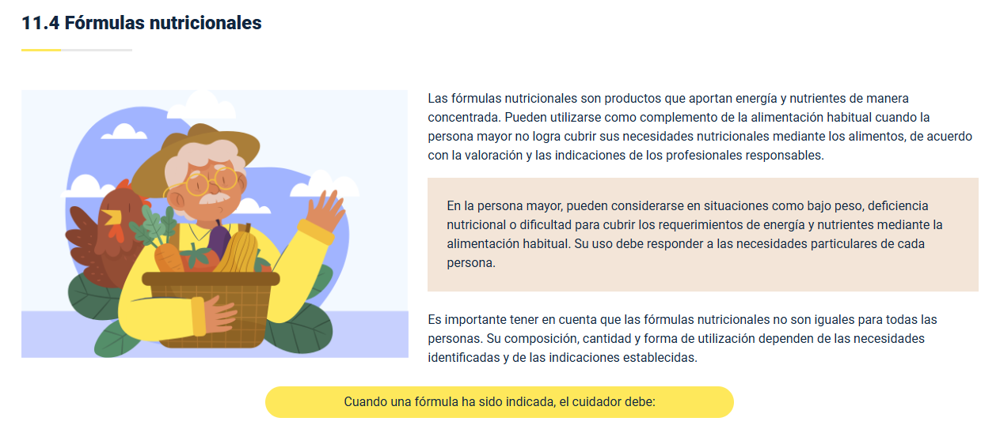 11.4 Fórmulas nutricionales
Las fórmulas nutricionales son productos que aportan energía y nutrientes de manera
concentrada. Pueden utilizarse como complemento de la alimentación habitual cuando la
persona mayor no logra cubrir sus necesidades nutricionales mediante los alimentos, de acuerdo
con la valoración y las indicaciones de los profesionales responsables.
En la persona mayor, pueden considerarse en situaciones como bajo peso, deficiencia
nutricional o dificultad para cubrir los requerimientos de energía y nutrientes mediante la
alimentación habitual. Su uso debe responder a las necesidades particulares de cada
persona.
Es importante tener en cuenta que las fórmulas nutricionales no son iguales para todas las
personas. Su composición, cantidad y forma de utilización dependen de las necesidades
identificadas y de las indicaciones establecidas.
Cuando una fórmula ha sido indicada, el cuidador debe: